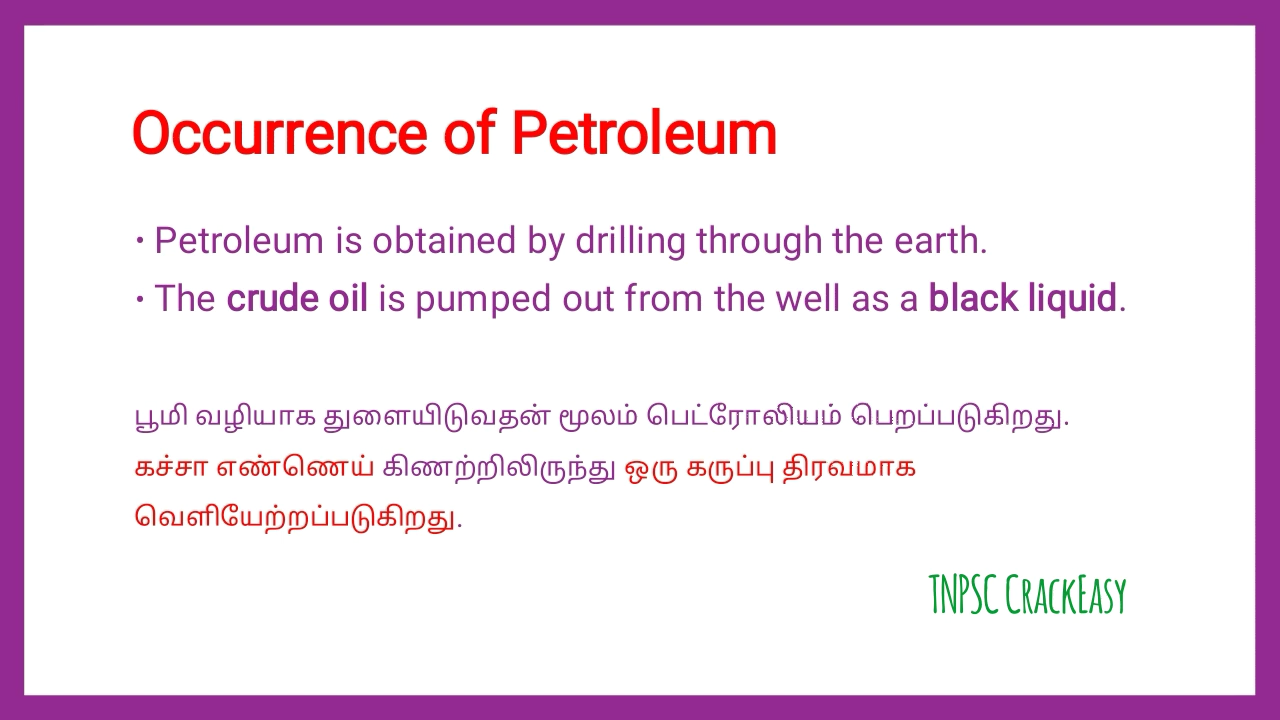 Occurrence of Petroleum
• Petroleum is obtained by drilling through the earth.
• The crude oil is pumped out from the well as a black liquid.
பூமி வழியாக துளையிடுவதன் மூலம் பெட்ரோலியம் பெறப்படுகிறது.
கச்சா எண்ணெய் கிணற்றிலிருந்து ஒரு கருப்பு திரவமாக
வெளியேற்றப்படுகிறது.
TNPSC CrackEasy